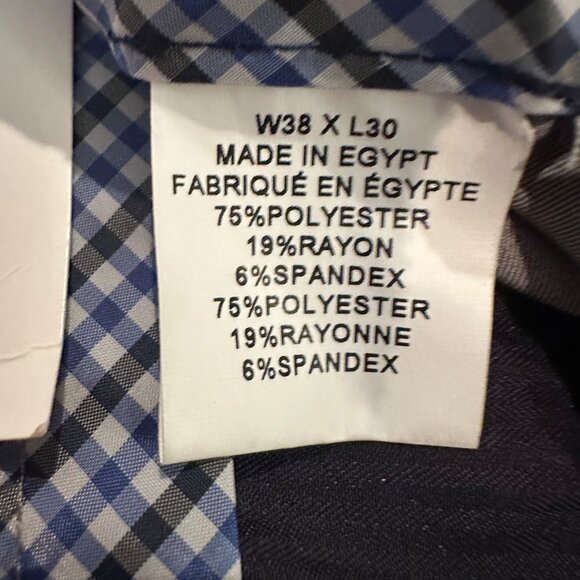 W38 X L30
MADE IN EGYPT
FABRIQUÉ EN ÉGYPTE
75%POLYESTER
19%RAYON
6%SPANDEX
75%POLYESTER
19%RAYONNE
6%SPANDEX